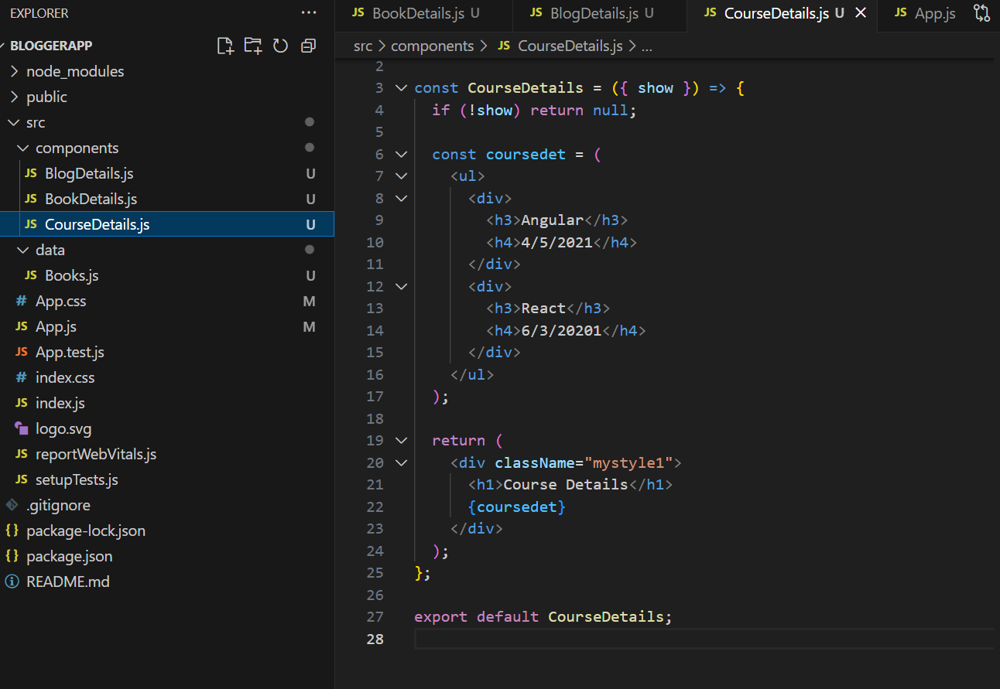 EXPLORER ...
BLOGGERAPP
node_modules
public
src
components
JS BlogDetails.js U
JS BookDetails.js U
JS CourseDetails.js U
data
JS Books.js U
# App.css M
JS App.js M
JS App.test.js
# index.css
JS index.js
logo.svg
JS reportWebVitals.js
JS setupTests.js
.gitignore
{} package-lock.json
{} package.json
README.md
JS BookDetails.js U JS BlogDetails.js U JS CourseDetails.js U JS App.js
src > components > JS CourseDetails.js > ...
2
3 const CourseDetails = ({ show }) => {
4 if (!show) return null;
5
6 const coursedet = (
7 <ul>
8 <div>
9 <h3>Angular</h3>
10 <h4>4/5/2021</h4>
11 </div>
12 <div>
13 <h3>React</h3>
14 <h4>6/3/20201</h4>
15 </div>
16 </ul>
17 );
18
19 return (
20 <div className="mystyle1">
21 <h1>Course Details</h1>
22 {coursedet}
23 </div>
24 );
25 };
26
27 export default CourseDetails;
28